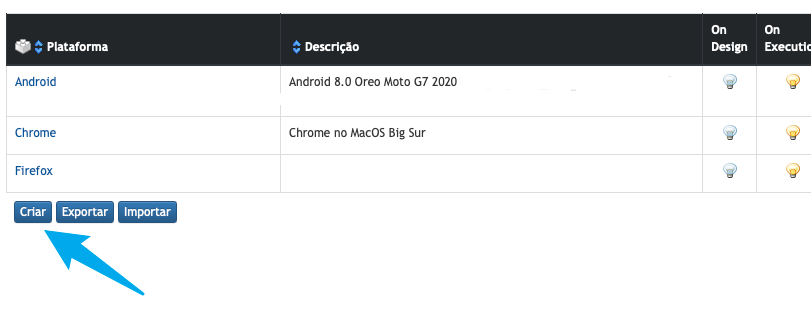 Plataforma Descrição On Design On
Android Android 8.0 Oreo Moto G7 2020
Chrome Chrome no MacOS Big Sur
Firefox
Criar Exportar Importar